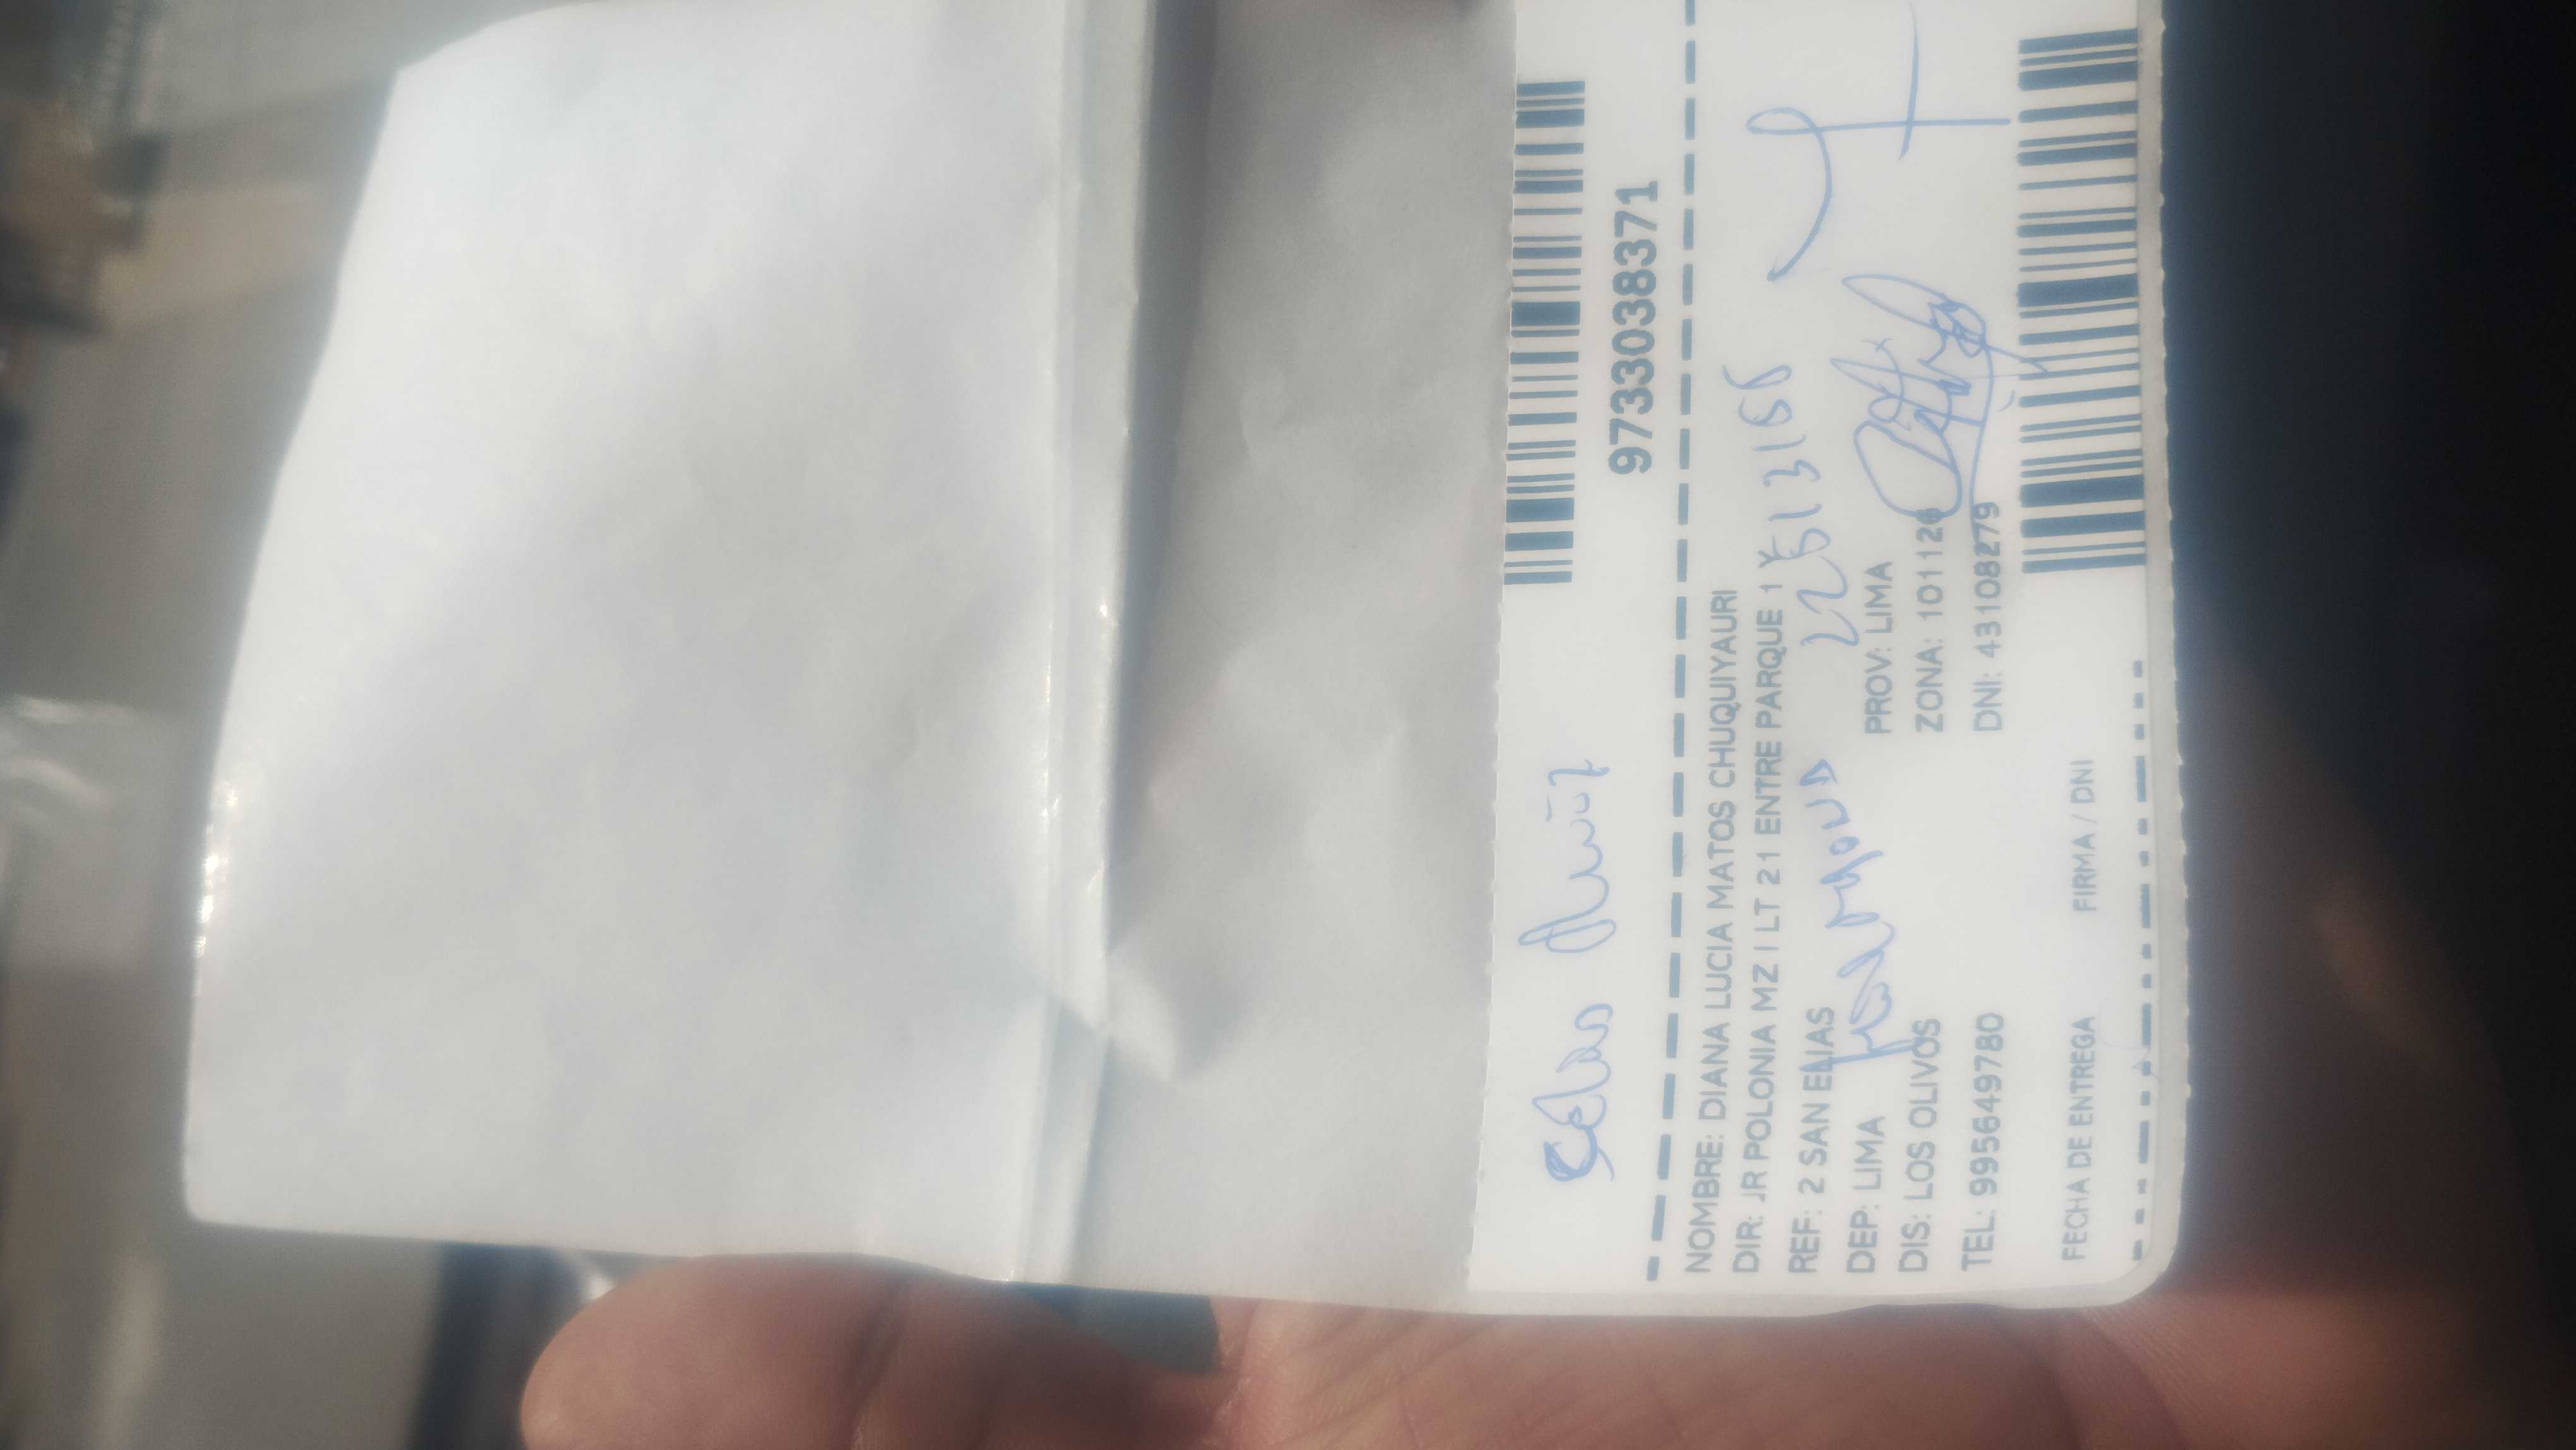 97330388371
NOMBRE: DIANA LUCIA MATOS CHUQUIYAURI
DIR: JR POLONIA MZ I LT 21 ENTRE PARQUE 1 Y
REF: 2 SAN ELIAS
DEP: LIMA PROV: LIMA
DIS: LOS OLIVOS ZONA: 101126
TEL: 995649780 DNI: 43108279
FECHA DE ENTREGA FIRMA / DNI